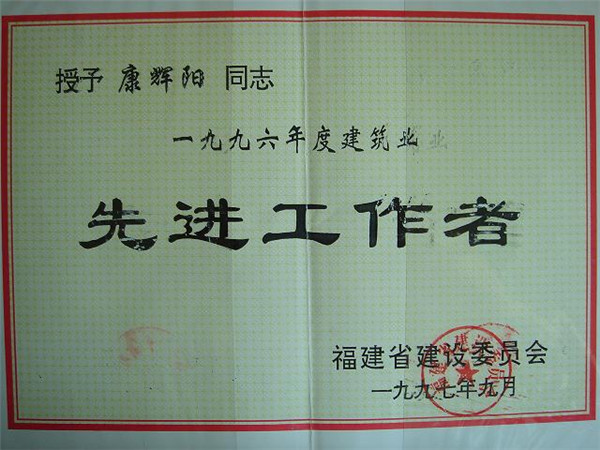 授予 康辉阳 同志
一九九六年度建筑业
先进工作者
福建省建设委员会
一九九七年九月